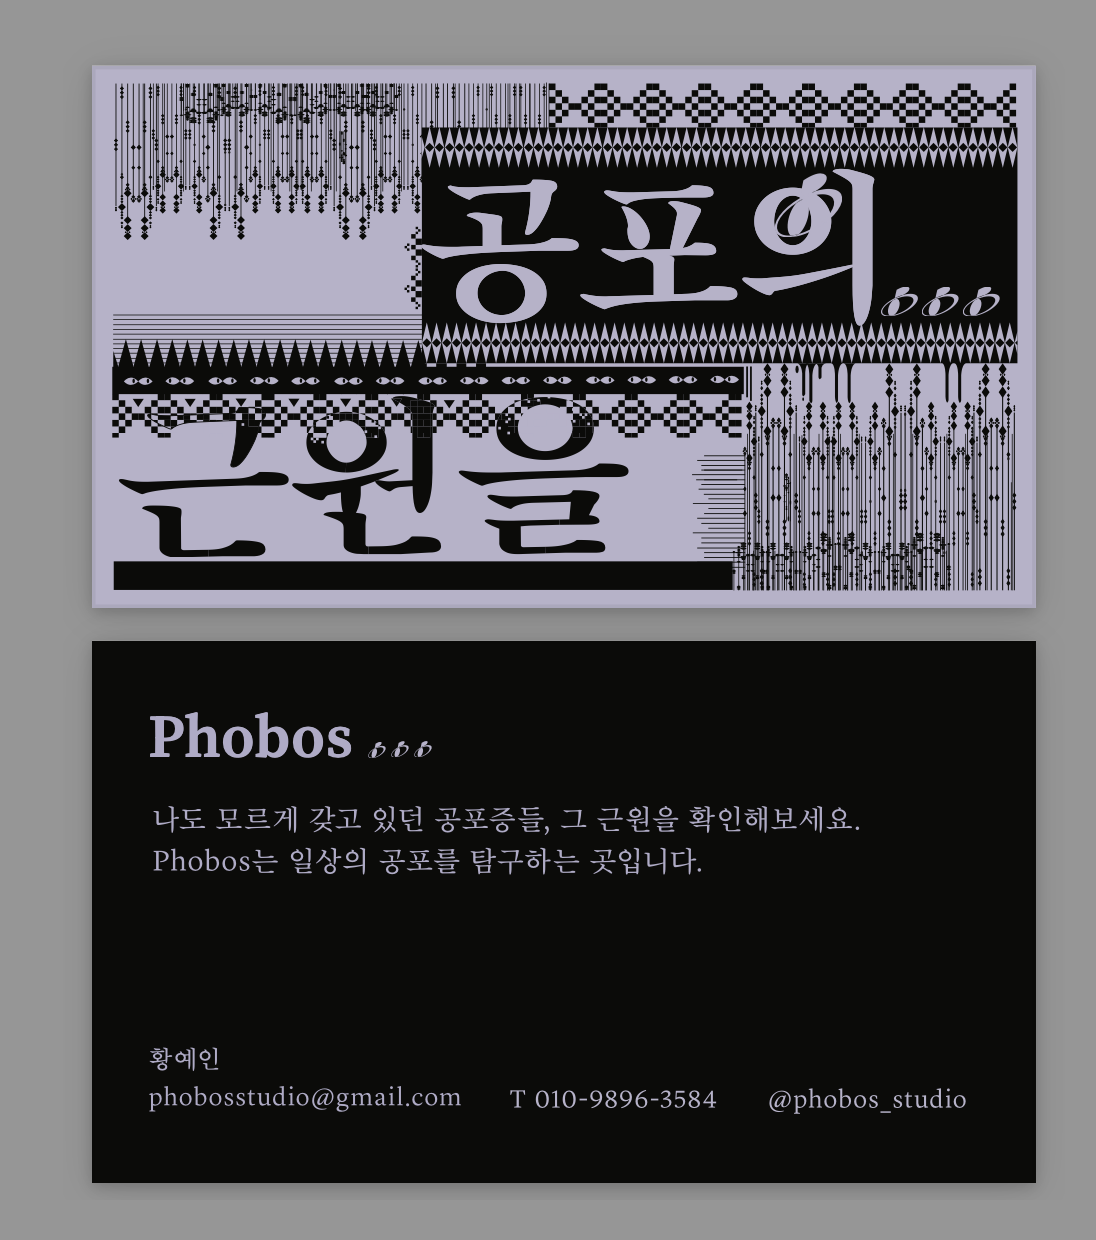 공포의
근원을
Phobos
나도 모르게 갖고 있던 공포증들, 그 근원을 확인해보세요.
Phobos는 일상의 공포를 탐구하는 곳입니다.
황예인
phobosstudio@gmail.com T 010-9896-3584 @phobos_studio